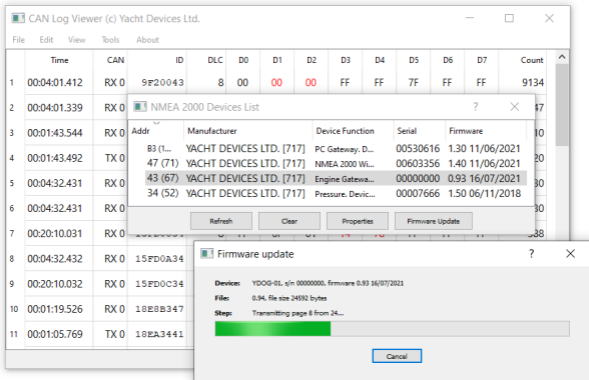 CAN Log Viewer (c) Yacht Devices Ltd.
File Edit View Tools About
Time CAN ID DLC D0 D1 D2 D3 D4 D5 D6 D7 Count
1 00:04:01.412 RX 0 9F20043 8 00 00 00 FF FF 7F FF FF 9134
2 00:04:01.339 RX 0
3 00:01:43.544 RX 0
4 00:01:43.492 TX 0
5 00:04:32.431 RX 0
6 00:04:32.431 RX 0
7 00:20:10.031 RX 0
8 00:04:32.432 RX 0 15FD0A34
9 00:20:10.032 RX 0 15FD0C34
10 00:01:19.526 RX 0 18E8B347
11 00:01:05.769 TX 0 18EA3441
NMEA 2000 Devices List
Addr Manufacturer Device Function Serial Firmware
B3 (1... YACHT DEVICES LTD. [717] PC Gateway. D... 00530616 1.30 11/06/2021
47 (71) YACHT DEVICES LTD. [717] NMEA 2000 Wi... 00603356 1.40 11/06/2021
43 (67) YACHT DEVICES LTD. [717] Engine Gatewa... 00000000 0.93 16/07/2021
34 (52) YACHT DEVICES LTD. [717] Pressure. Devic... 00007666 1.50 06/11/2018
Refresh Clear Properties Firmware Update
Firmware update
Device: YDOG-01, s/n 00000000, firmware 0.93 16/07/2021
File: 0.94, file size 24592 bytes
Step: Transmitting page 8 from 24...
Cancel